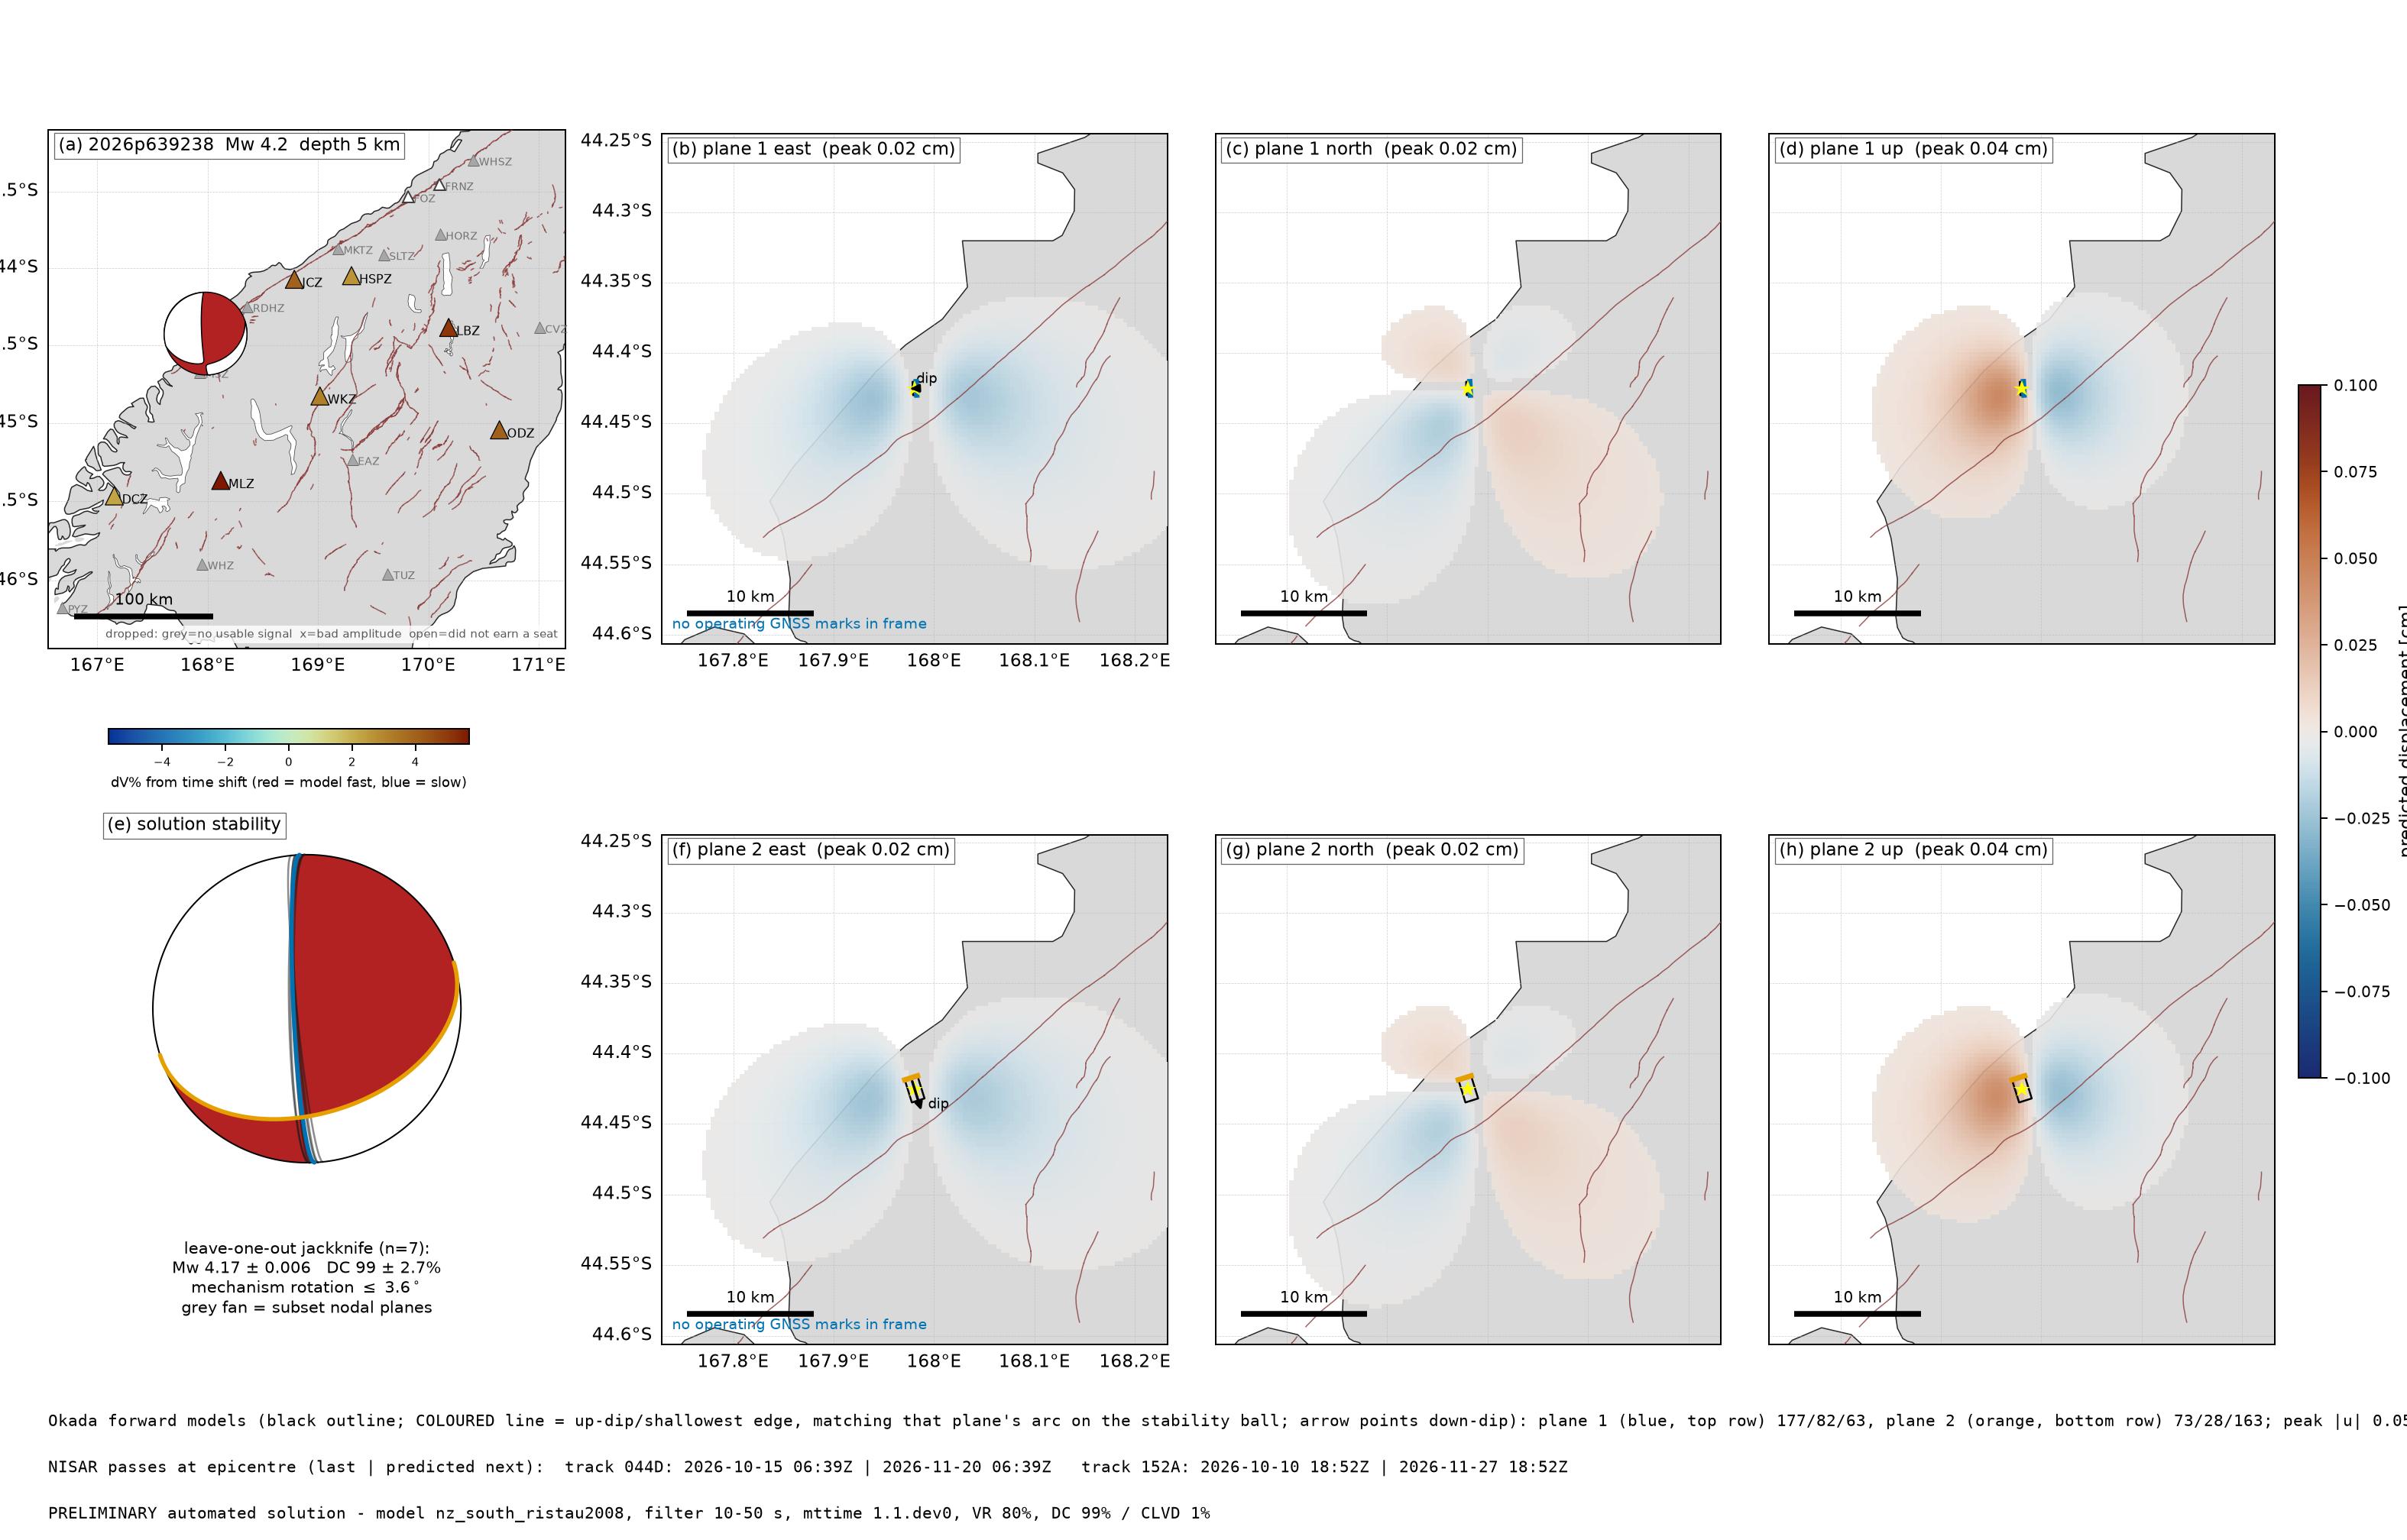 (a) 2026p639238  Mw 4.2  depth 5 km
WHSZ
FRNZ
FOZ
HORZ
MKTZ
SLTZ
JCZ
HSPZ
RDHZ
LBZ
CVZ
WKZ
ODZ
EAZ
MLZ
DCZ
WHZ
TUZ
PYZ
100 km
dropped: grey=no usable signal  x=bad amplitude  open=did not earn a seat
.5°S
44°S
.5°S
45°S
.5°S
46°S
167°E 168°E 169°E 170°E 171°E
−4 −2 0 2 4
dV% from time shift (red = model fast, blue = slow)
(b) plane 1 east  (peak 0.02 cm)
44.25°S
44.3°S
44.35°S
44.4°S
44.45°S
44.5°S
44.55°S
44.6°S
dip
10 km
no operating GNSS marks in frame
167.8°E 167.9°E 168°E 168.1°E 168.2°E
(c) plane 1 north  (peak 0.02 cm)
10 km
(d) plane 1 up  (peak 0.04 cm)
10 km
0.100
0.075
0.050
0.025
0.000
−0.025
−0.050
−0.075
−0.100
predicted displacement [cm]
(e) solution stability
leave-one-out jackknife (n=7):
Mw 4.17 ± 0.006   DC 99 ± 2.7%
mechanism rotation ≤ 3.6°
grey fan = subset nodal planes
(f) plane 2 east  (peak 0.02 cm)
44.25°S
44.3°S
44.35°S
44.4°S
44.45°S
44.5°S
44.55°S
44.6°S
dip
10 km
no operating GNSS marks in frame
167.8°E 167.9°E 168°E 168.1°E 168.2°E
(g) plane 2 north  (peak 0.02 cm)
10 km
(h) plane 2 up  (peak 0.04 cm)
10 km
Okada forward models (black outline; COLOURED line = up-dip/shallowest edge, matching that plane's arc on the stability ball; arrow points down-dip): plane 1 (blue, top row) 177/82/63, plane 2 (orange, bottom row) 73/28/163; peak |u| 0.05
NISAR passes at epicentre (last | predicted next):  track 044D: 2026-10-15 06:39Z | 2026-11-20 06:39Z   track 152A: 2026-10-10 18:52Z | 2026-11-27 18:52Z
PRELIMINARY automated solution - model nz_south_ristau2008, filter 10-50 s, mttime 1.1.dev0, VR 80%, DC 99% / CLVD 1%